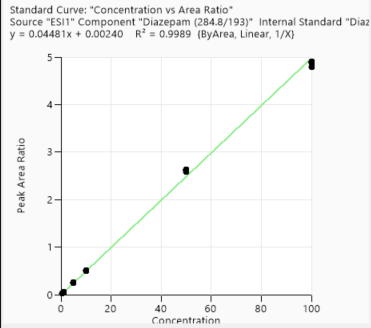 Standard Curve: "Concentration vs Area Ratio"
Source "ESI1" Component "Diazepam (284.8/193)" Internal Standard "Diaz
y = 0.04481x + 0.00240 R² = 0.9989 (ByArea, Linear, 1/X)
5
4
3
2
1
0
Peak Area Ratio
0 20 40 60 80 100
Concentration